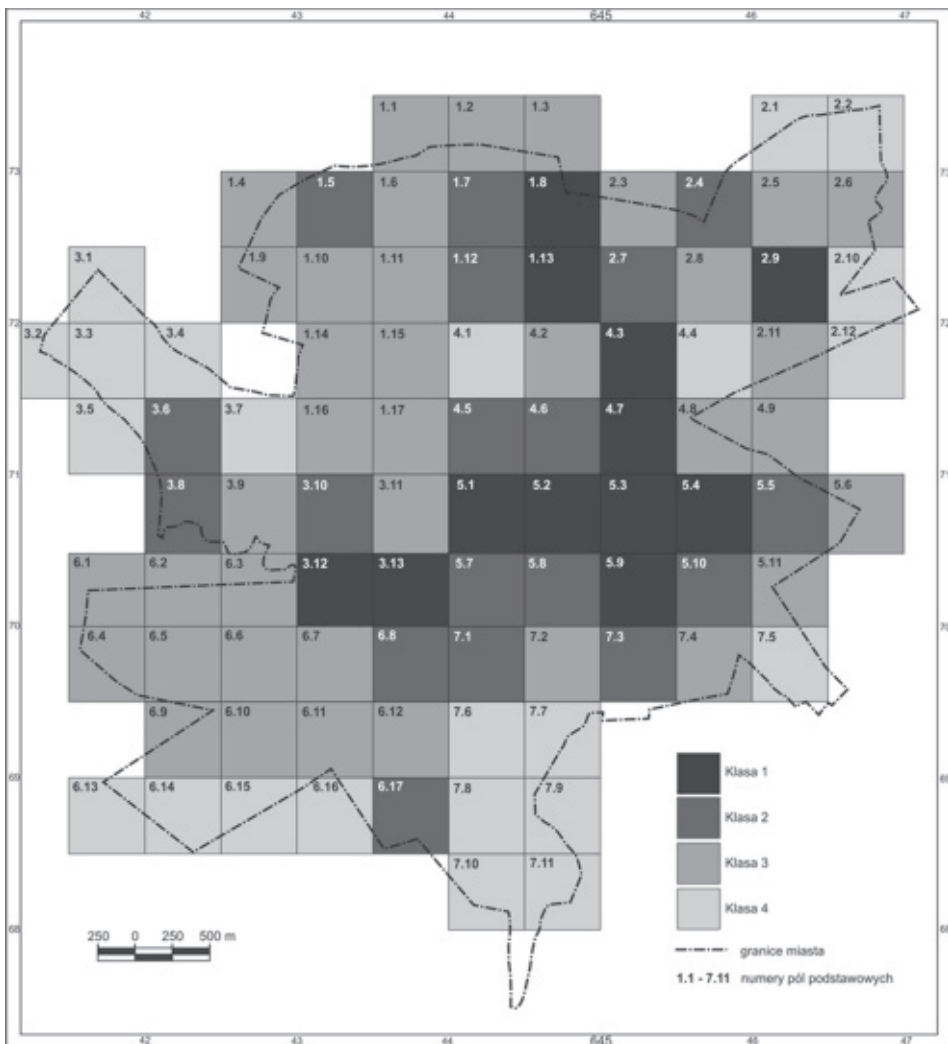 42 43 44 645 46 47
1.1 1.2 1.3 2.1 2.2
73 73
1.4 1.5 1.6 1.7 1.8 2.3 2.4 2.5 2.6
3.1 1.9 1.10 1.11 1.12 1.13 2.7 2.8 2.9 2.10
72 72
3.2 3.3 3.4 1.14 1.15 4.1 4.2 4.3 4.4 2.11 2.12
3.5 3.6 3.7 1.16 1.17 4.5 4.6 4.7 4.8 4.9
71 71
3.8 3.9 3.10 3.11 5.1 5.2 5.3 5.4 5.5 5.6
6.1 6.2 6.3 3.12 3.13 5.7 5.8 5.9 5.10 5.11
70 70
6.4 6.5 6.6 6.7 6.8 7.1 7.2 7.3 7.4 7.5
6.9 6.10 6.11 6.12 7.6 7.7
69 69
6.13 6.14 6.15 6.16 6.17 7.8 7.9
7.10 7.11
68 68
Klasa 1
Klasa 2
Klasa 3
Klasa 4
granice miasta
1.1 - 7.11 numery pól podstawowych
250 0 250 500 m
42 43 44 645 46 47